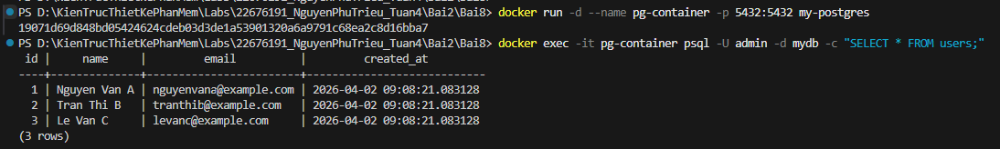 PS D:\KienTrucThietKePhanMem\Labs\22676191_NguyenPhuTrieu_Tuan4\Bai2\Bai8> docker run -d --name pg-container -p 5432:5432 my-postgres
19071d69d848bd05424624cdeb03d3de1a53901320a6a9791c68ea2c8d16bba7
PS D:\KienTrucThietKePhanMem\Labs\22676191_NguyenPhuTrieu_Tuan4\Bai2\Bai8> docker exec -it pg-container psql -U admin -d mydb -c "SELECT * FROM users;"
 id |     name     |         email         |         created_at
----+--------------+-----------------------+----------------------------
  1 | Nguyen Van A | nguyenvana@example.com | 2026-04-02 09:08:21.083128
  2 | Tran Thi B   | tranthib@example.com   | 2026-04-02 09:08:21.083128
  3 | Le Van C     | levanc@example.com     | 2026-04-02 09:08:21.083128
(3 rows)